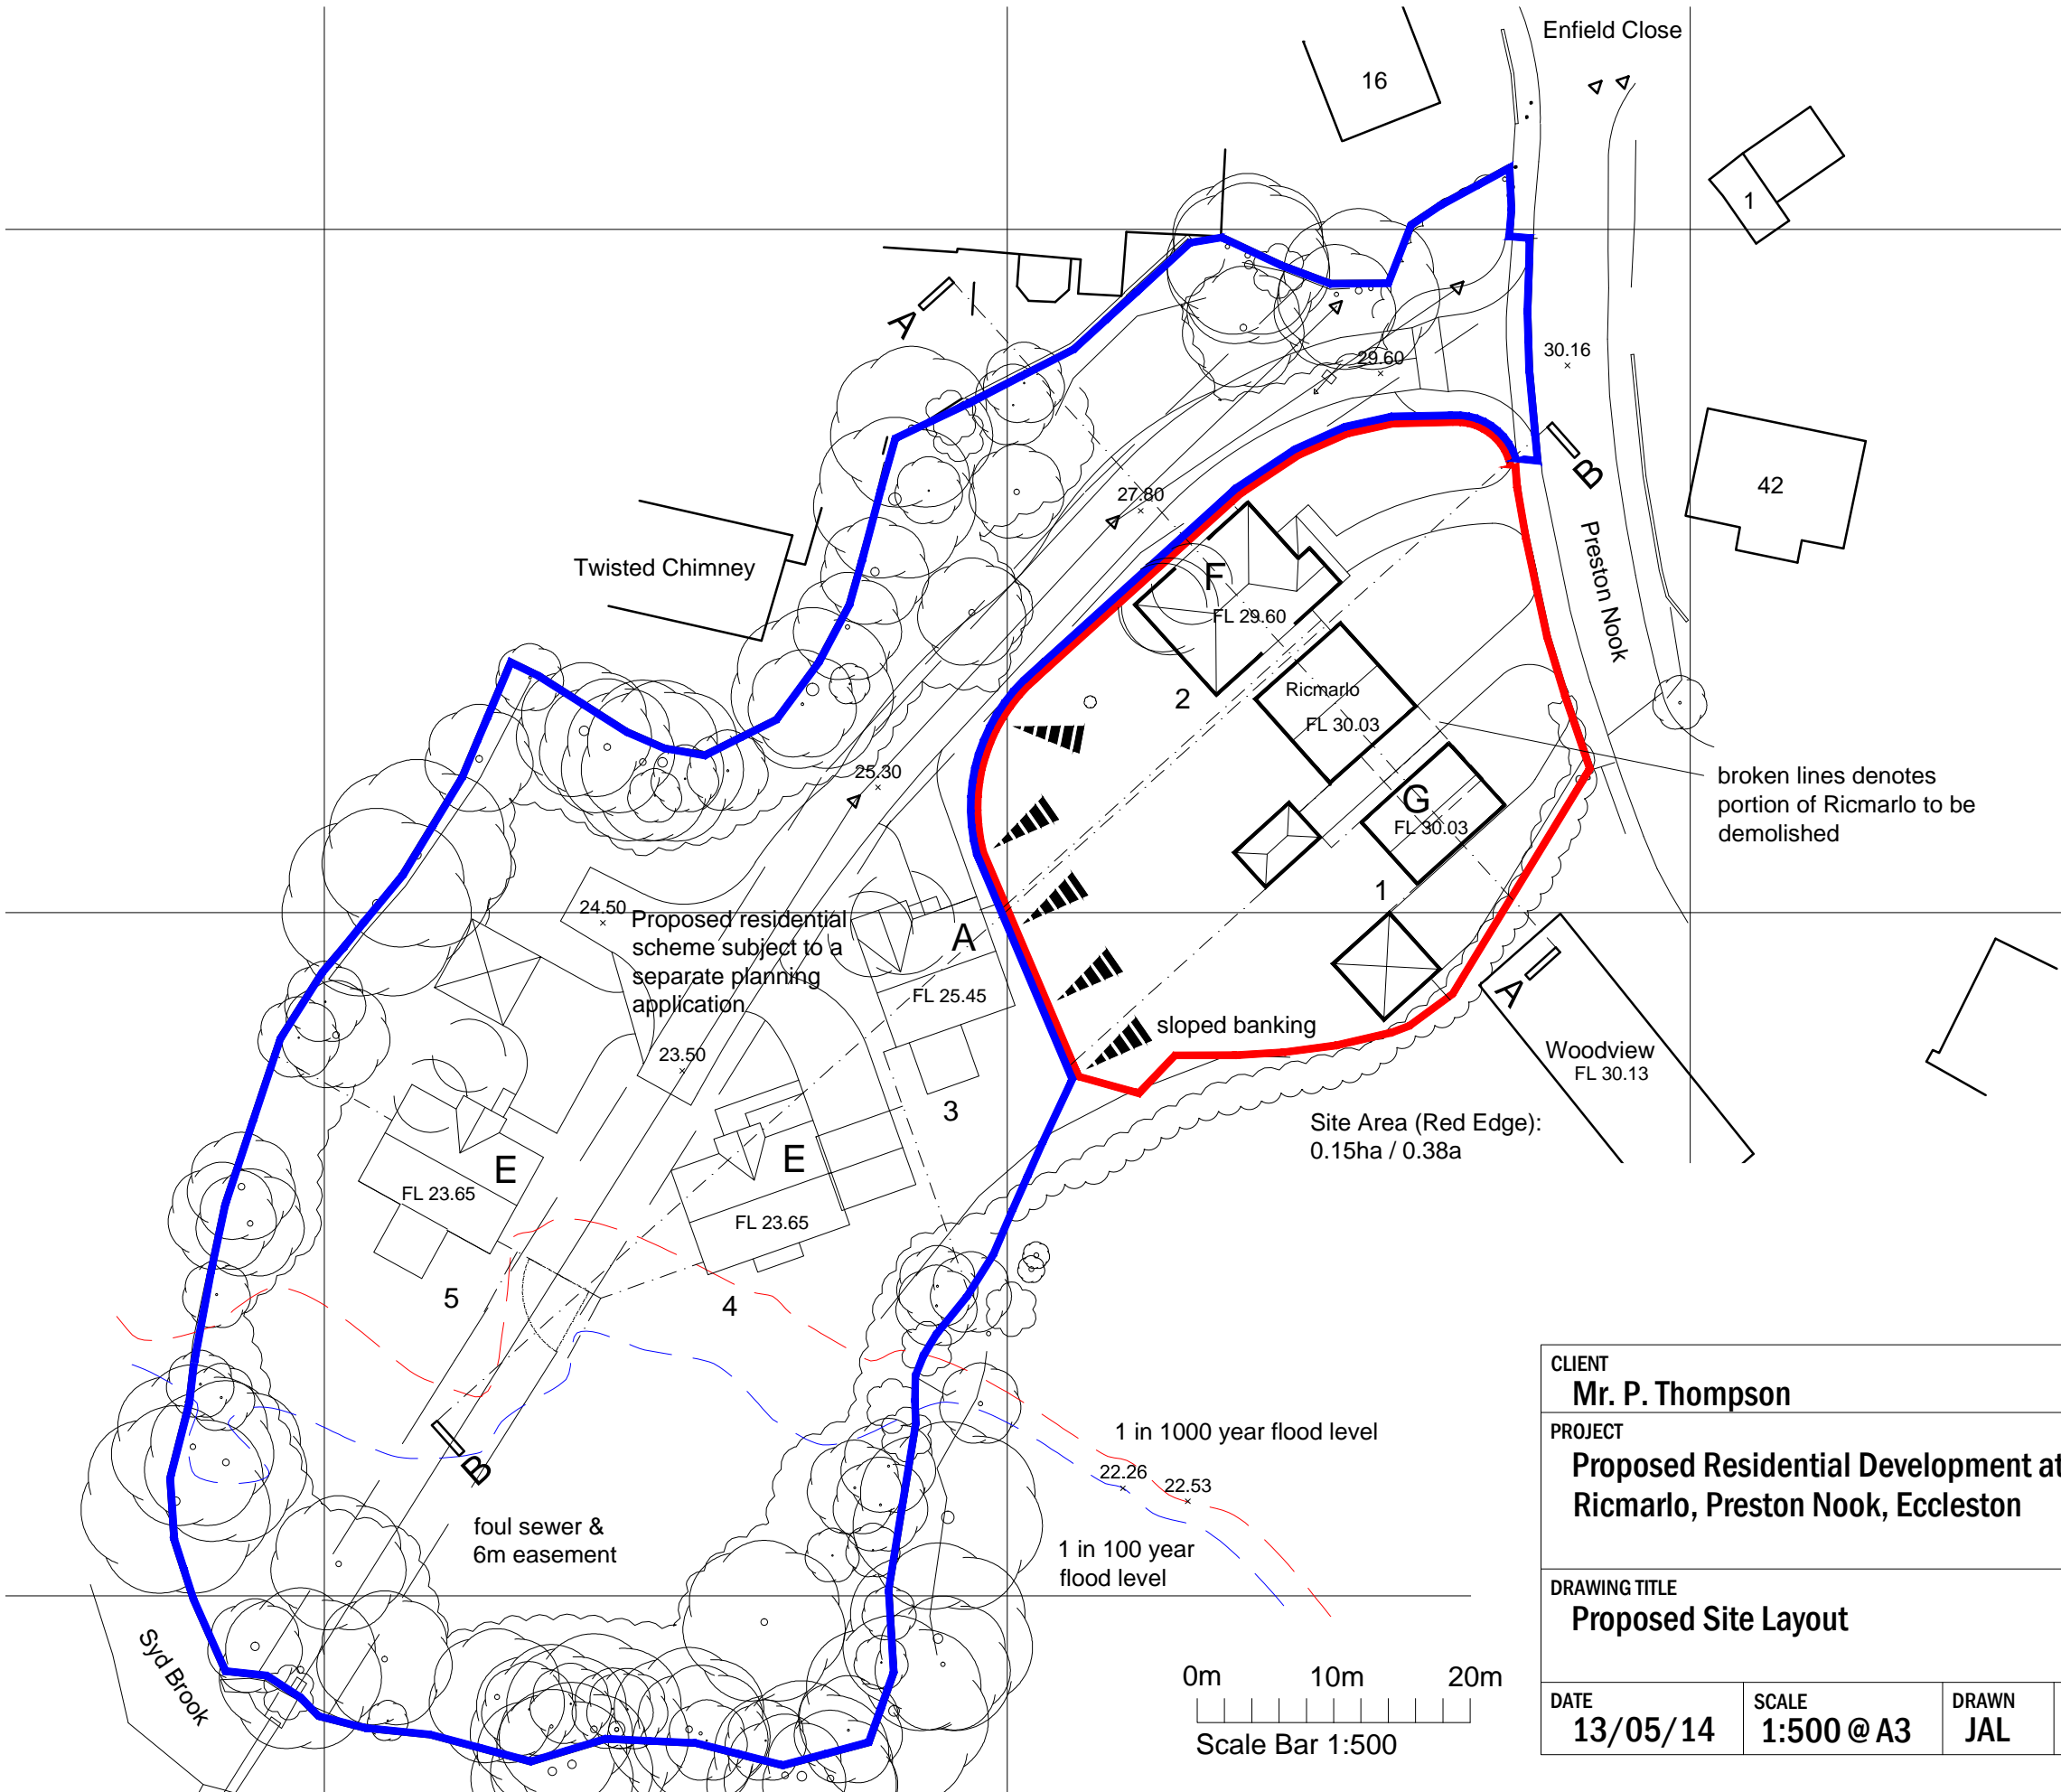 Enfield Close
16
1
A
30.16
29.60
B
42
27.80
Preston Nook
Twisted Chimney
F
FL 29.60
2
Ricmarlo
FL 30.03
25.30
G
FL 30.03
broken lines denotes
portion of Ricmarlo to be
demolished
1
24.50
Proposed residential
scheme subject to a
separate planning
application
A
FL 25.45
A
sloped banking
Woodview
FL 30.13
23.50
3
Site Area (Red Edge):
0.15ha / 0.38a
E
FL 23.65
E
FL 23.65
5
4
B
1 in 1000 year flood level
22.26
22.53
foul sewer &
6m easement
1 in 100 year
flood level
Syd Brook
0m 10m 20m
Scale Bar 1:500
CLIENT
Mr. P. Thompson
PROJECT
Proposed Residential Development at
Ricmarlo, Preston Nook, Eccleston
DRAWING TITLE
Proposed Site Layout
DATE
13/05/14
SCALE
1:500 @ A3
DRAWN
JAL